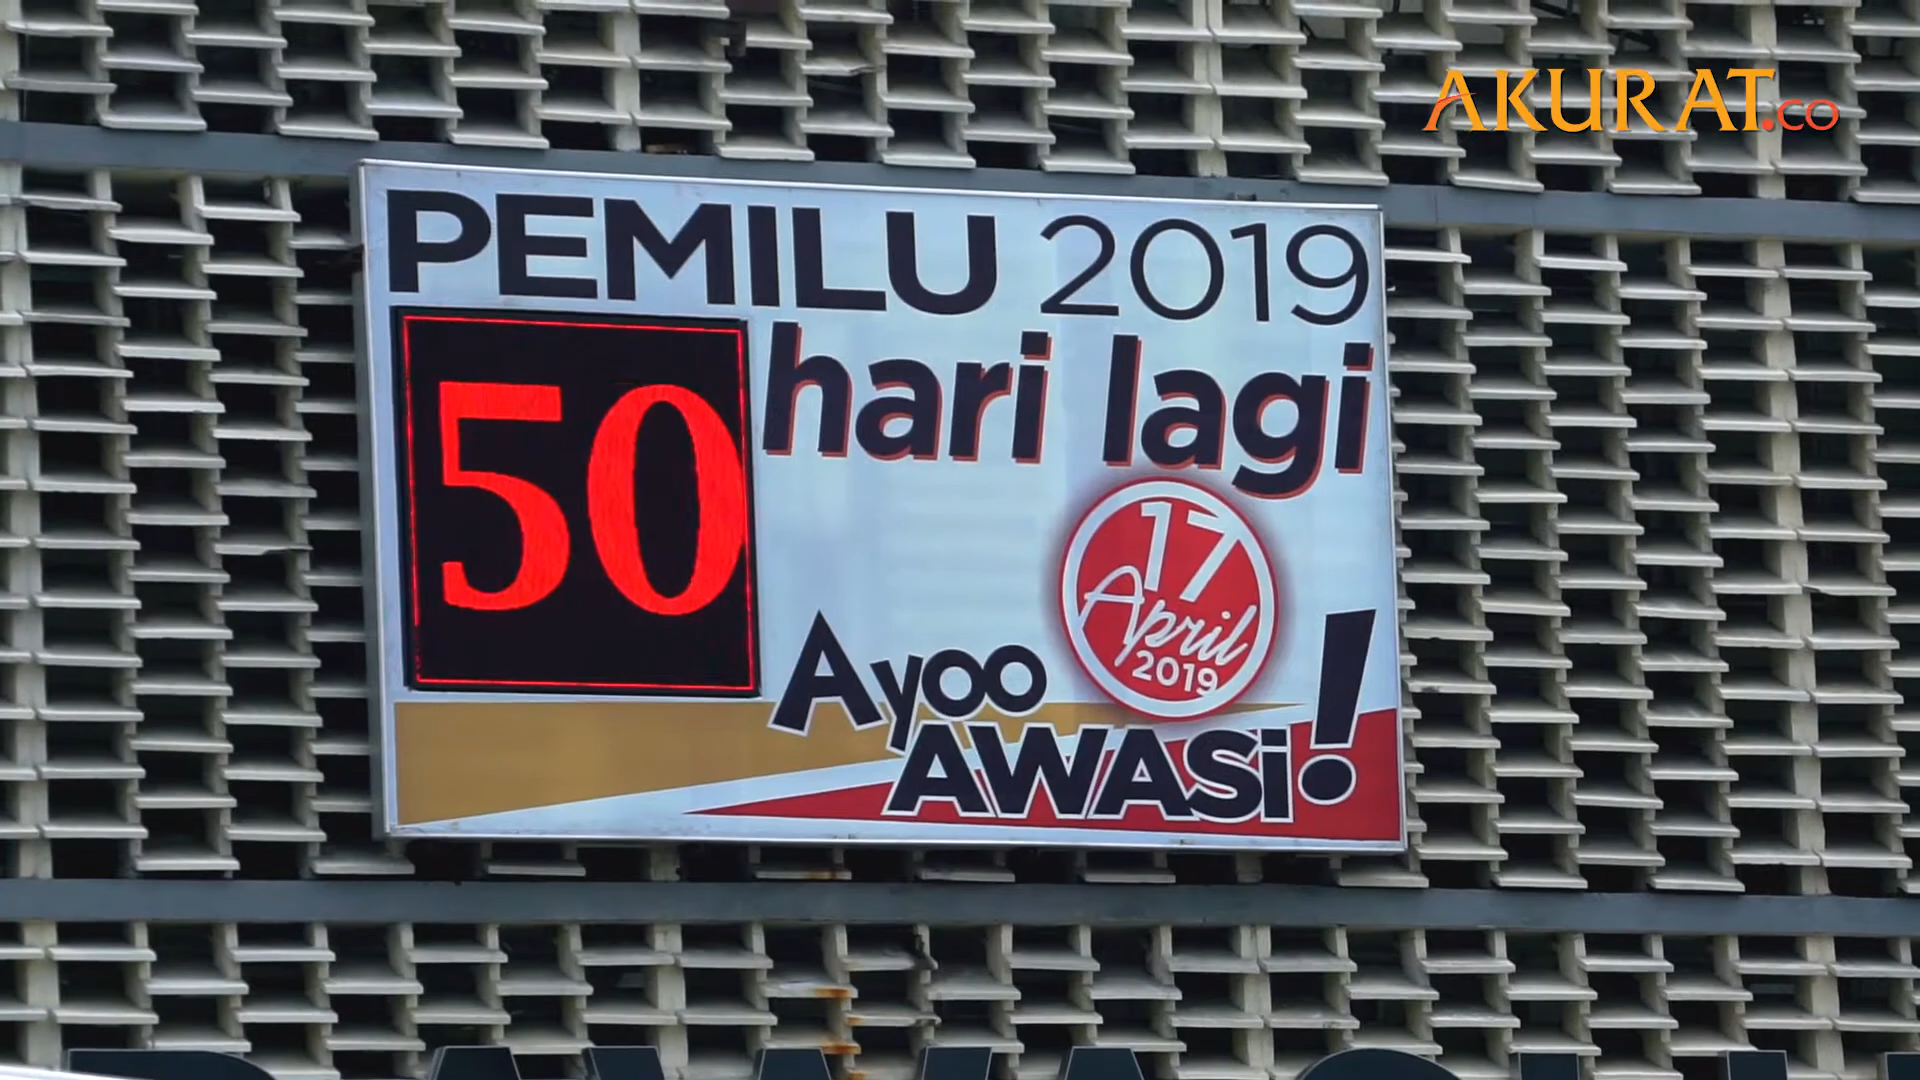 AKURAT.co
PEMILU 2019
50 hari lagi
17
April
2019
Ayoo
AWASi!